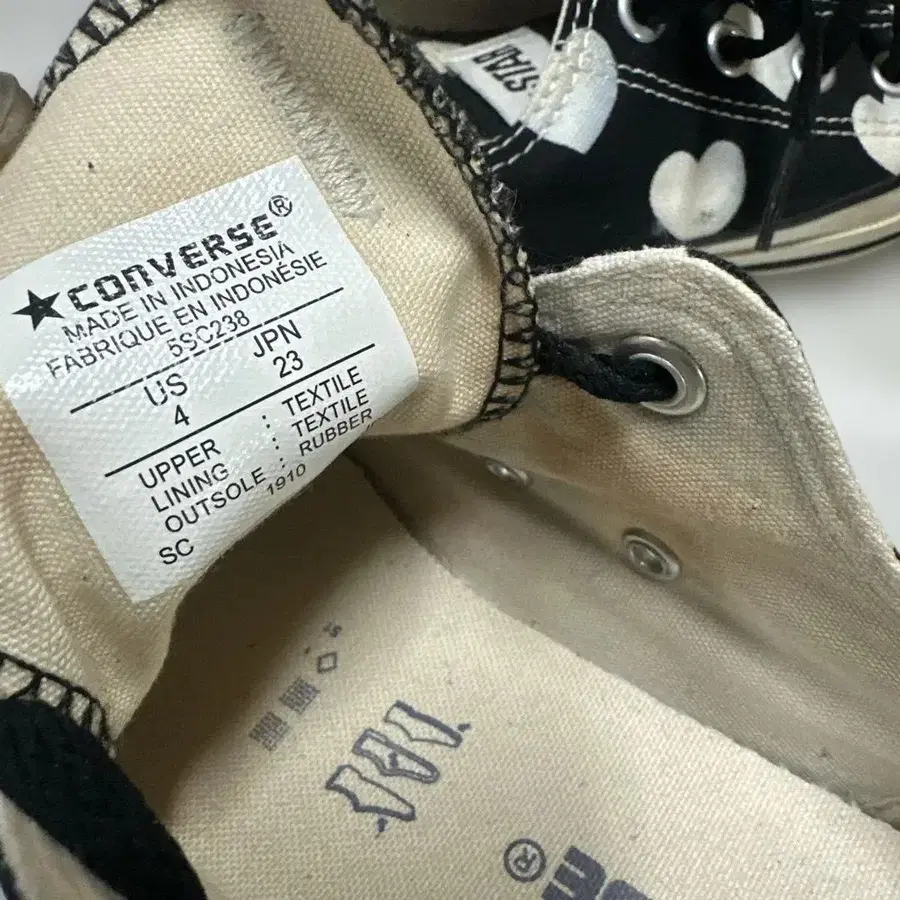 STAR
★CONVERSE®
MADE IN INDONESIA
FABRIQUE EN INDONÉSIE
5SC238
US JPN
4 23
UPPER : TEXTILE
LINING : TEXTILE
OUTSOLE : RUBBER
1910
SC
®